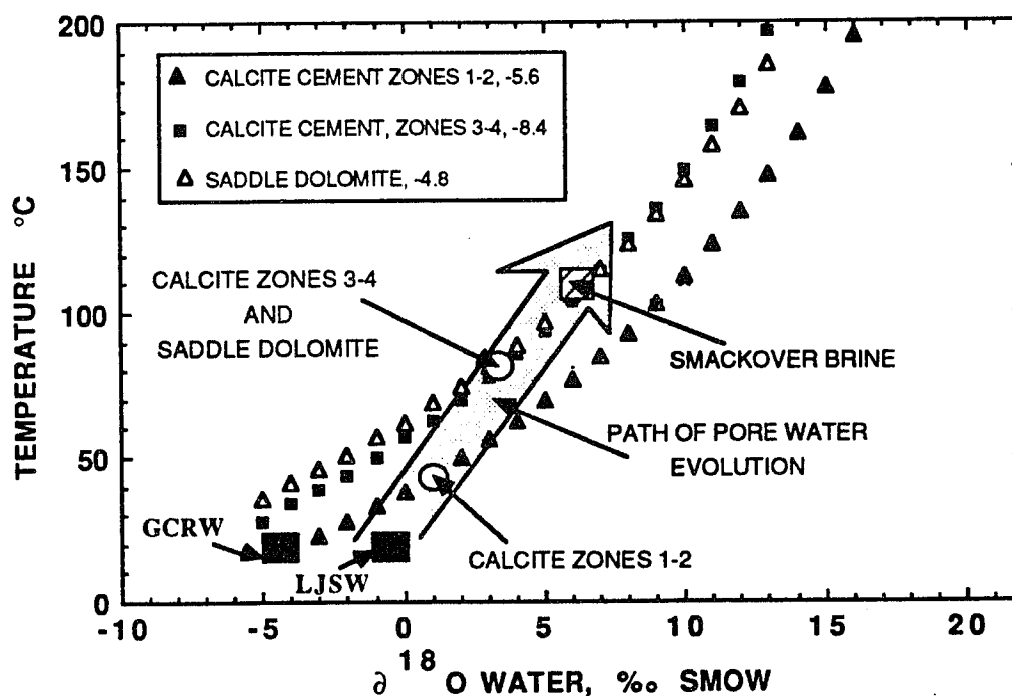 200
150
100
50
0
TEMPERATURE °C
CALCITE CEMENT ZONES 1-2, -5.6
CALCITE CEMENT, ZONES 3-4, -8.4
SADDLE DOLOMITE, -4.8
CALCITE ZONES 3-4
AND
SADDLE DOLOMITE
SMACKOVER BRINE
PATH OF PORE WATER
EVOLUTION
GCRW
LJSW
CALCITE ZONES 1-2
-10 -5 0 5 10 15 20
∂ 18 O WATER, ‰ SMOW